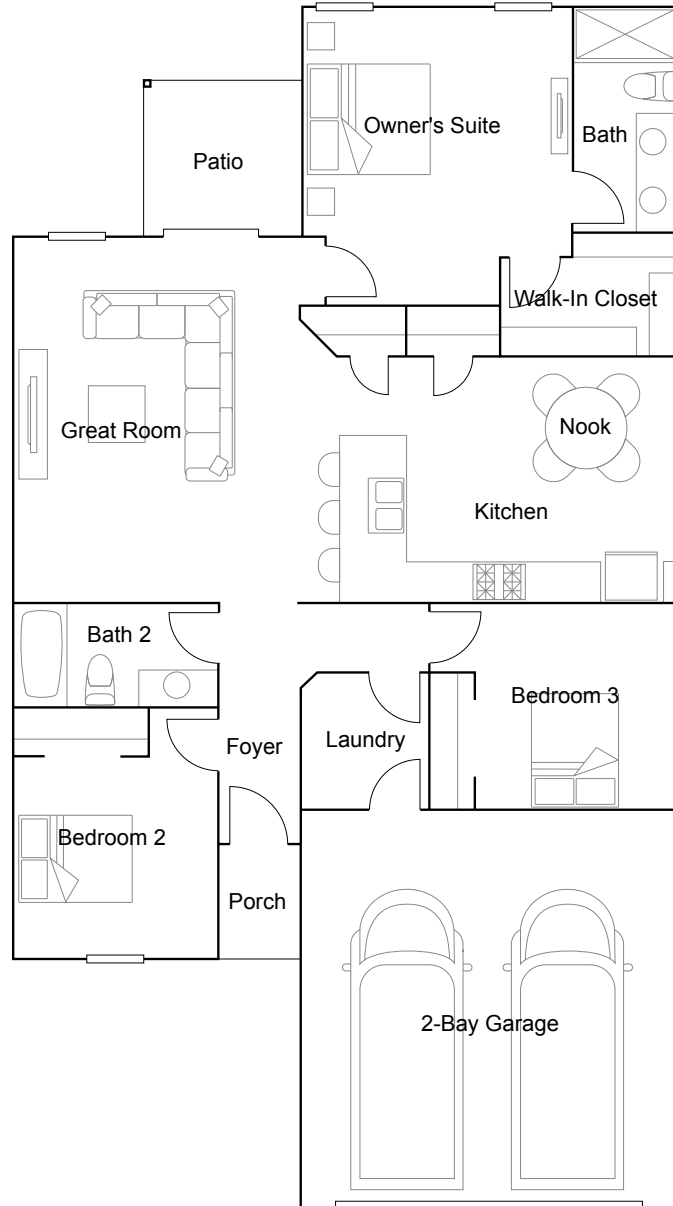 Owner's Suite
Bath
Patio
Walk-In Closet
Great Room
Nook
Kitchen
Bath 2
Bedroom 3
Foyer
Laundry
Bedroom 2
Porch
2-Bay Garage